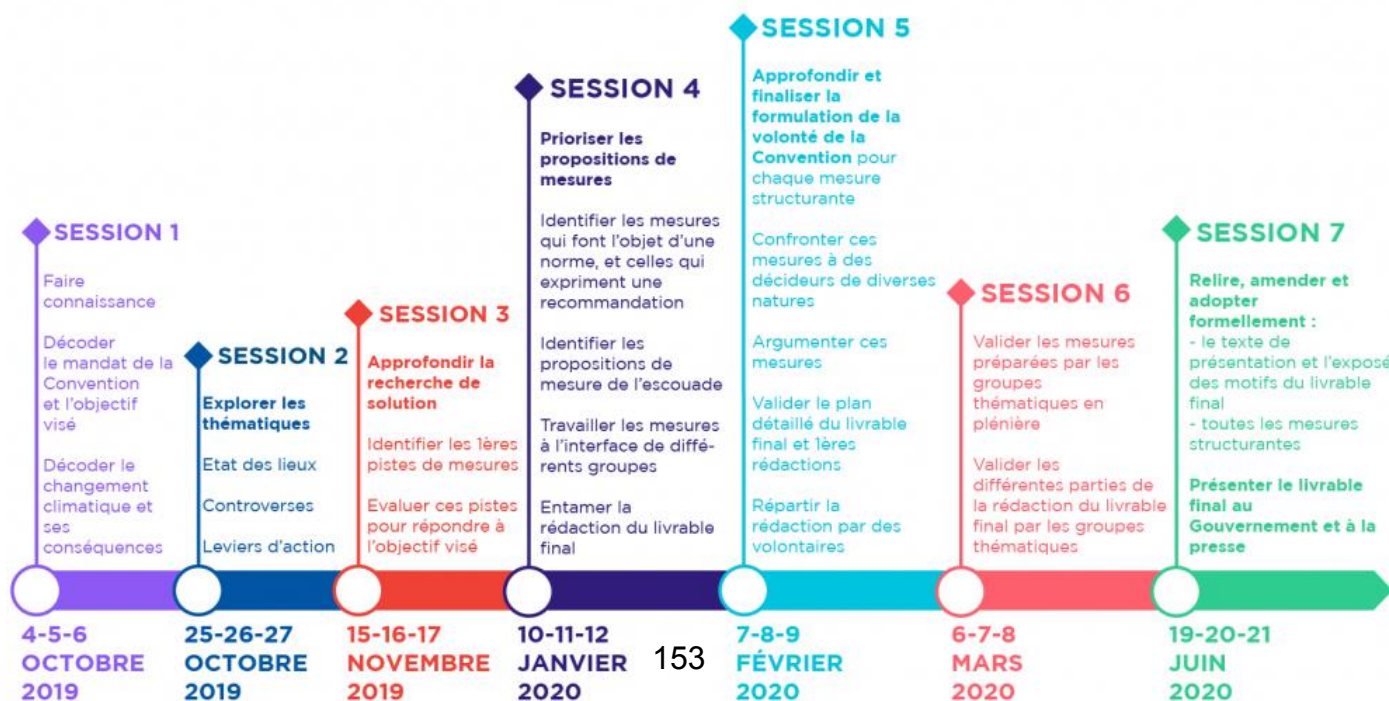 SESSION 1
Faire
connaissance
Décoder
le mandat de la
Convention
et l'objectif
visé
Décoder le
changement
climatique et
ses
conséquences
4-5-6
OCTOBRE
2019
SESSION 2
Explorer les
thématiques
Etat des lieux
Controverses
Leviers d'action
25-26-27
OCTOBRE
2019
SESSION 3
Approfondir la
recherche de
solution
Identifier les 1ères
pistes de mesures
Evaluer ces pistes
pour répondre à
l'objectif visé
15-16-17
NOVEMBRE
2019
SESSION 4
Prioriser les
propositions de
mesures
Identifier les mesures
qui font l'objet d'une
norme, et celles qui
expriment une
recommandation
Identifier les
propositions de
mesure de l'escouade
Travailler les mesures
à l'interface de diffé-
rents groupes
Entamer la
rédaction du livrable
final
10-11-12
JANVIER
2020
153
SESSION 5
Approfondir et
finaliser la
formulation de la
volonté de la
Convention pour
chaque mesure
structurante
Confronter ces
mesures à des
décideurs de diverses
natures
Argumenter ces
mesures
Valider le plan
détaillé du livrable
final et 1ères
rédactions
Répartir la
rédaction par des
volontaires
7-8-9
FÉVRIER
2020
SESSION 6
Valider les mesures
préparées par les
groupes
thématiques en
plénière
Valider les
différentes parties de
la rédaction du livrable
final par les groupes
thématiques
6-7-8
MARS
2020
SESSION 7
Relire, amender et
adopter
formellement :
- le texte de
présentation et l'exposé
des motifs du livrable
final
- toutes les mesures
structurantes
Présenter le livrable
final au
Gouvernement et à la
presse
19-20-21
JUIN
2020